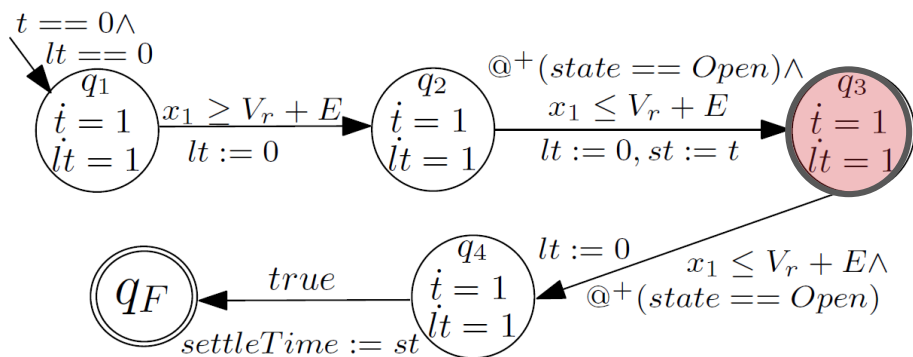 t == 0∧
lt == 0
q₁
ṫ = 1
l̇t = 1
x₁ ≥ Vᵣ + E
lt := 0
q₂
ṫ = 1
l̇t = 1
@⁺(state == Open)∧
x₁ ≤ Vᵣ + E
lt := 0, st := t
q₃
ṫ = 1
l̇t = 1
lt := 0
x₁ ≤ Vᵣ + E∧
@⁺(state == Open)
q₄
ṫ = 1
l̇t = 1
true
settleTime := st
q_F